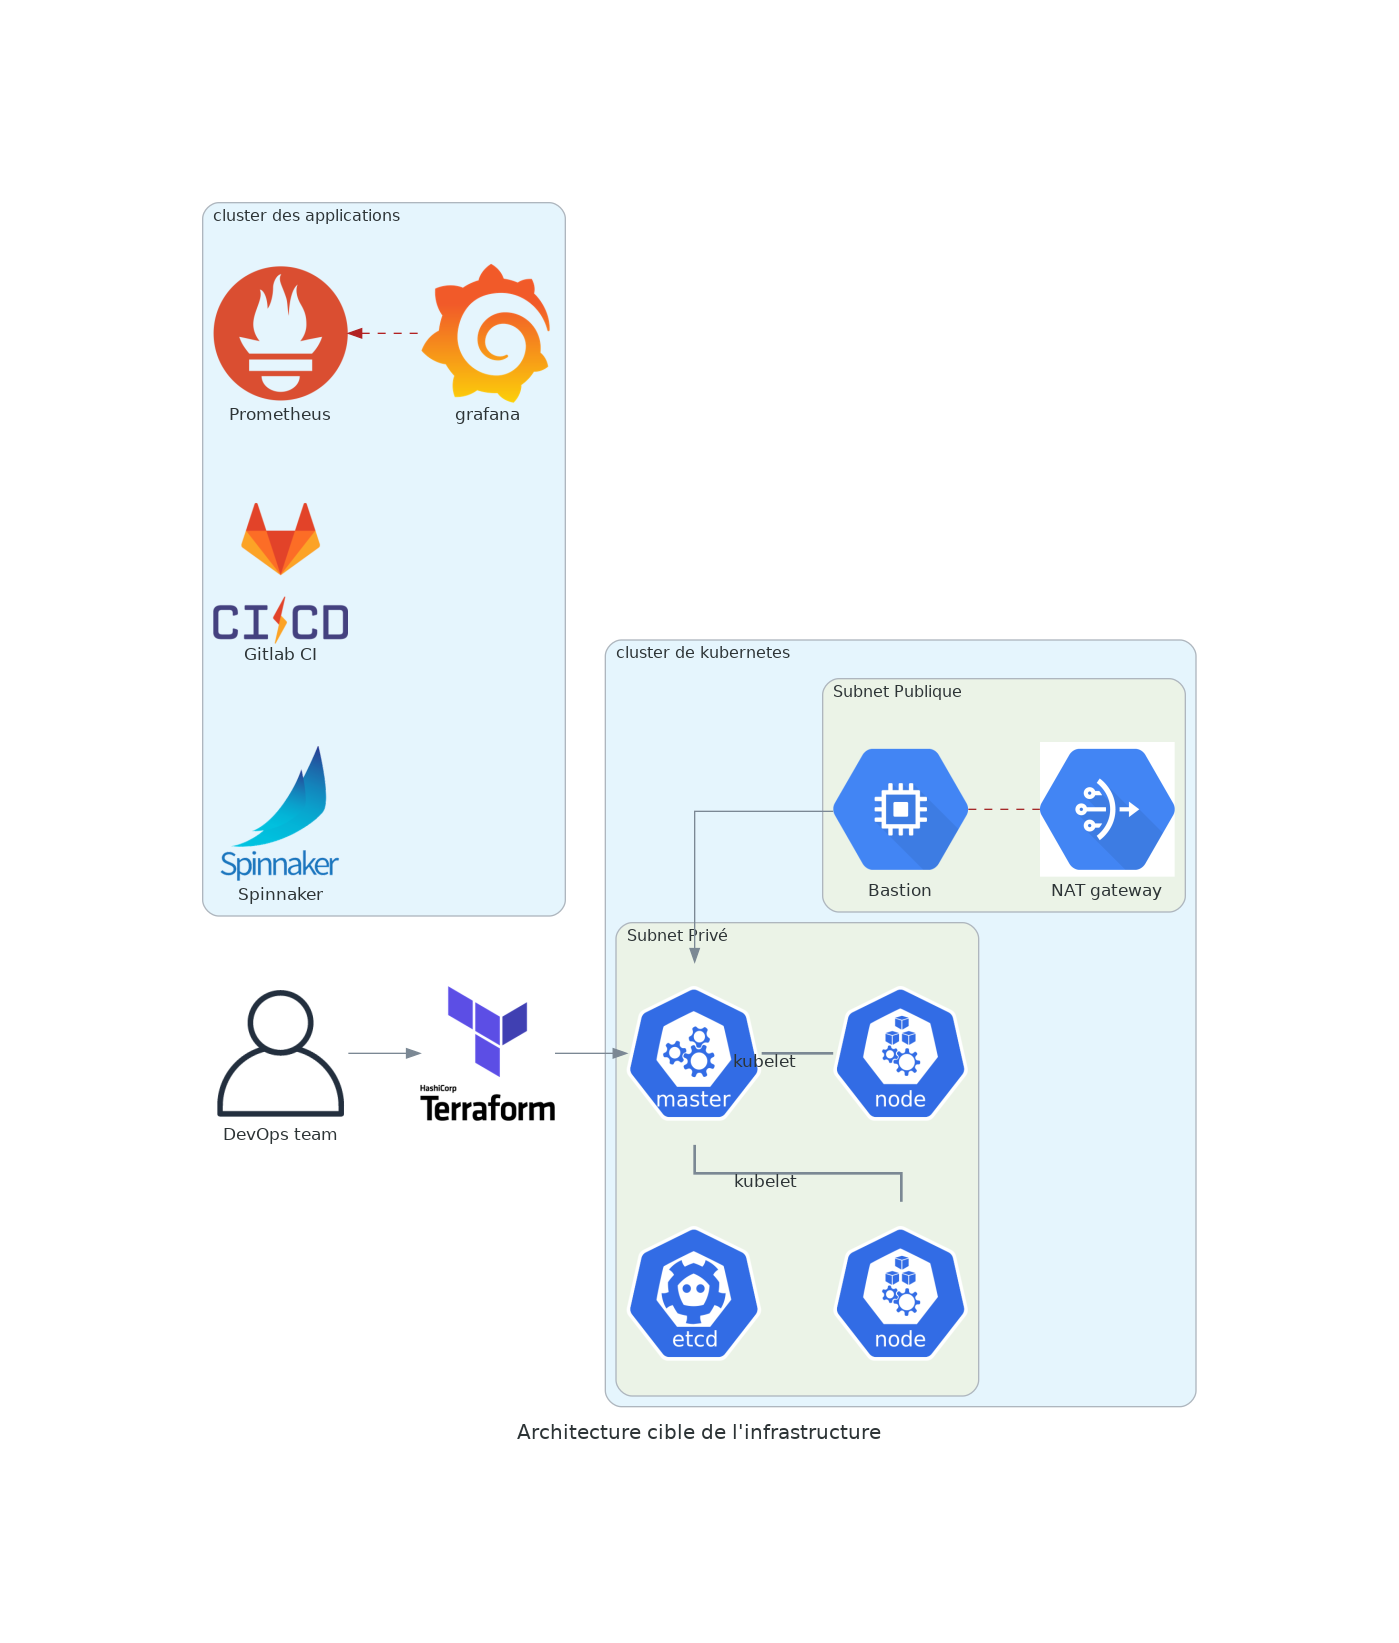 cluster des applications
Prometheus
grafana
CI CD
Gitlab CI
Spinnaker
Spinnaker
cluster de kubernetes
Subnet Publique
Bastion
NAT gateway
Subnet Privé
DevOps team
HashiCorp
Terraform
master
kubelet
node
kubelet
etcd
node
Architecture cible de l'infrastructure